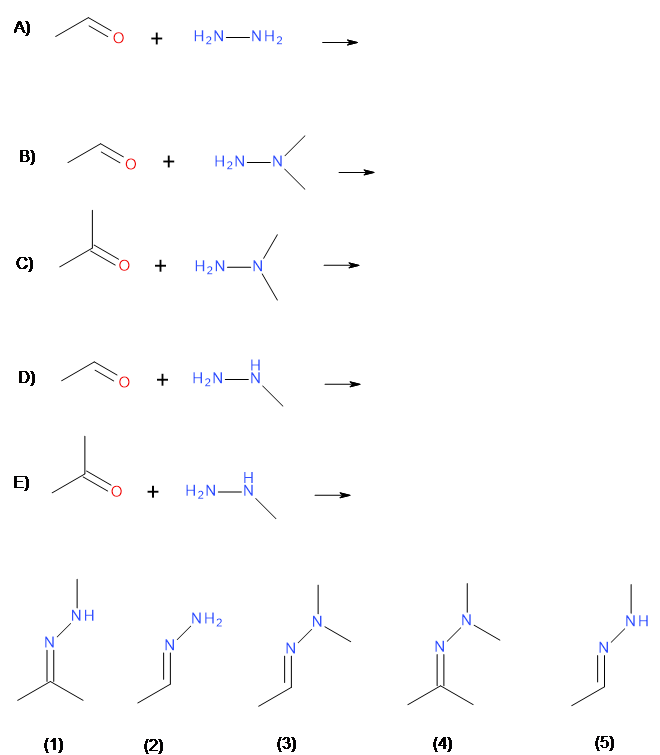 A) O + H2N NH2
B) O + H2N N
C) O + H2N N
D) O + H2N H N
E) O + H2N H N
N NH N NH2 N N N N N NH
(1) (2) (3) (4) (5)